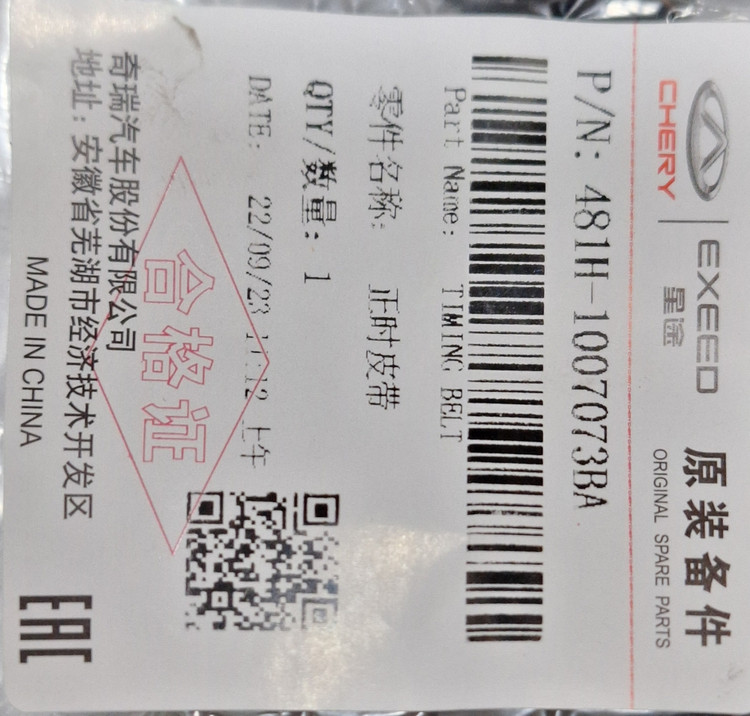 CHERY
EXEED
星途
原装备件
ORIGINAL SPARE PARTS
P/N: 481H-1007073BA
Part Name: TIMING BELT
零件名称: 正时皮带
QTY/数量: 1
DATE: 22/09/23 上午
合格证
奇瑞汽车股份有限公司
地址:安徽省芜湖市经济技术开发区
MADE IN CHINA
EAC